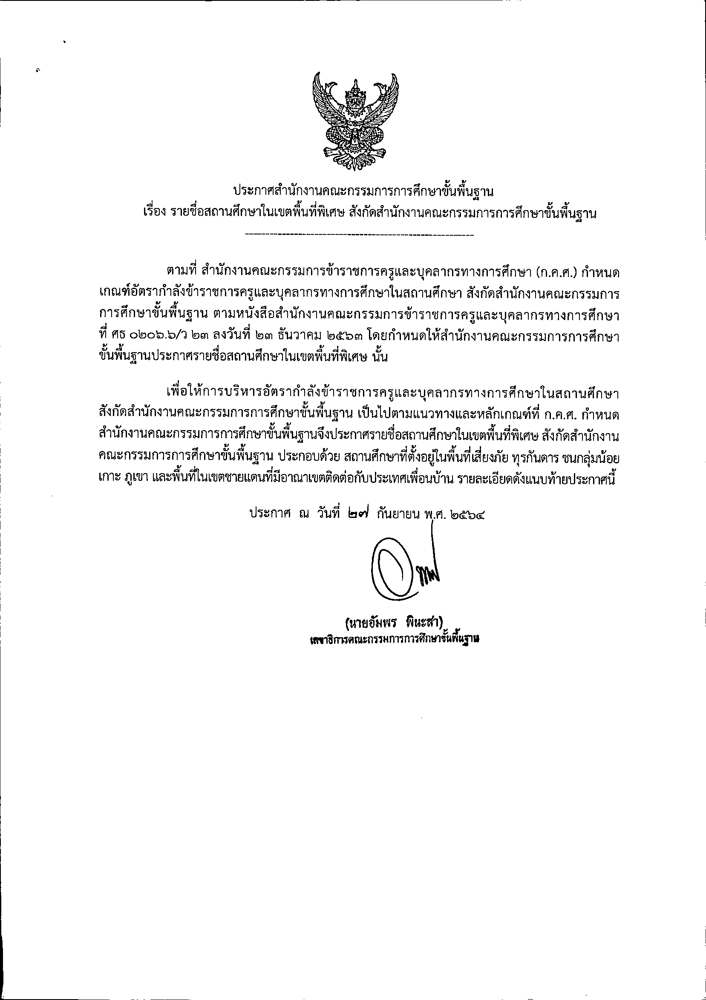 ประกาศสำนักงานคณะกรรมการการศึกษาขั้นพื้นฐาน
เรื่อง รายชื่อสถานศึกษาในเขตพื้นที่พิเศษ สังกัดสำนักงานคณะกรรมการการศึกษาขั้นพื้นฐาน
ตามที่ สำนักงานคณะกรรมการข้าราชการครูและบุคลากรทางการศึกษา (ก.ค.ศ.) กำหนด
เกณฑ์อัตรากำลังข้าราชการครูและบุคลากรทางการศึกษาในสถานศึกษา สังกัดสำนักงานคณะกรรมการ
การศึกษาขั้นพื้นฐาน ตามหนังสือสำนักงานคณะกรรมการข้าราชการครูและบุคลากรทางการศึกษา
ที่ ศธ ๐๒๐๖.๖/ว ๒๓ ลงวันที่ ๒๓ ธันวาคม ๒๕๖๓ โดยกำหนดให้สำนักงานคณะกรรมการการศึกษา
ขั้นพื้นฐานประกาศรายชื่อสถานศึกษาในเขตพื้นที่พิเศษ นั้น
เพื่อให้การบริหารอัตรากำลังข้าราชการครูและบุคลากรทางการศึกษาในสถานศึกษา
สังกัดสำนักงานคณะกรรมการการศึกษาขั้นพื้นฐาน เป็นไปตามแนวทางและหลักเกณฑ์ที่ ก.ค.ศ. กำหนด
สำนักงานคณะกรรมการการศึกษาขั้นพื้นฐานจึงประกาศรายชื่อสถานศึกษาในเขตพื้นที่พิเศษ สังกัดสำนักงาน
คณะกรรมการการศึกษาขั้นพื้นฐาน ประกอบด้วย สถานศึกษาที่ตั้งอยู่ในพื้นที่เสี่ยงภัย ทุรกันดาร ชนกลุ่มน้อย
เกาะ ภูเขา และพื้นที่ในเขตชายแดนที่มีอาณาเขตติดต่อกับประเทศเพื่อนบ้าน รายละเอียดดังแนบท้ายประกาศนี้
ประกาศ ณ วันที่ ๒๗ กันยายน พ.ศ. ๒๕๖๔
(นายอัมพร พินะสา)
เลขาธิการคณะกรรมการการศึกษาขั้นพื้นฐาน